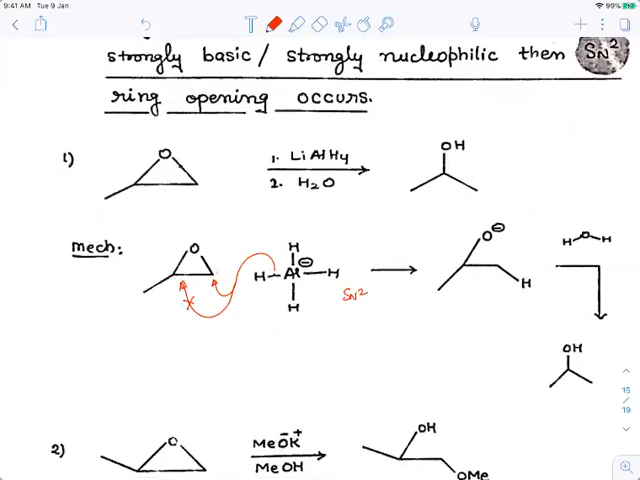 9:41 AM Tue 9 Jan
99%
strongly basic / strongly nucleophilic then SN2
ring opening occurs.
1)
O
1. LiAlH4
2. H2O
OH
mech:
O
H
H Al ⊖ H
H
SN2
O⊖
H
H O H
OH
2)
O
MeO⁻K⁺
MeOH
OH
OMe
15
/
19